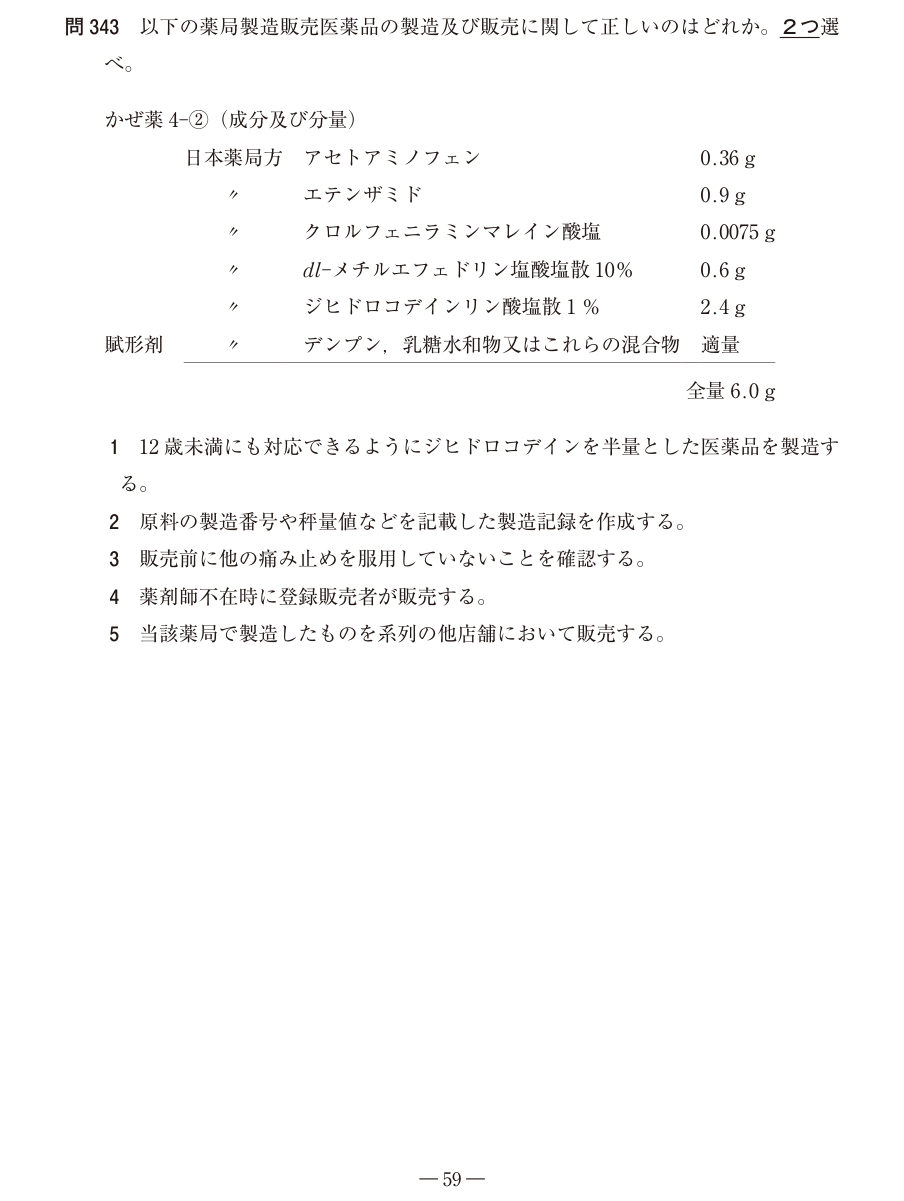 問 343　以下の薬局製造販売医薬品の製造及び販売に関して正しいのはどれか。２つ選
べ。
かぜ薬 4-②（成分及び分量）
日本薬局方　アセトアミノフェン　0.36 g
〃　エテンザミド　0.9 g
〃　クロルフェニラミンマレイン酸塩　0.0075 g
〃　dl-メチルエフェドリン塩酸塩散 10％　0.6 g
〃　ジヒドロコデインリン酸塩散 1 ％　2.4 g
賦形剤　〃　デンプン，乳糖水和物又はこれらの混合物　適量
全量 6.0 g
1　12 歳未満にも対応できるようにジヒドロコデインを半量とした医薬品を製造す
る。
2　原料の製造番号や秤量値などを記載した製造記録を作成する。
3　販売前に他の痛み止めを服用していないことを確認する。
4　薬剤師不在時に登録販売者が販売する。
5　当該薬局で製造したものを系列の他店舗において販売する。
― 59 ―